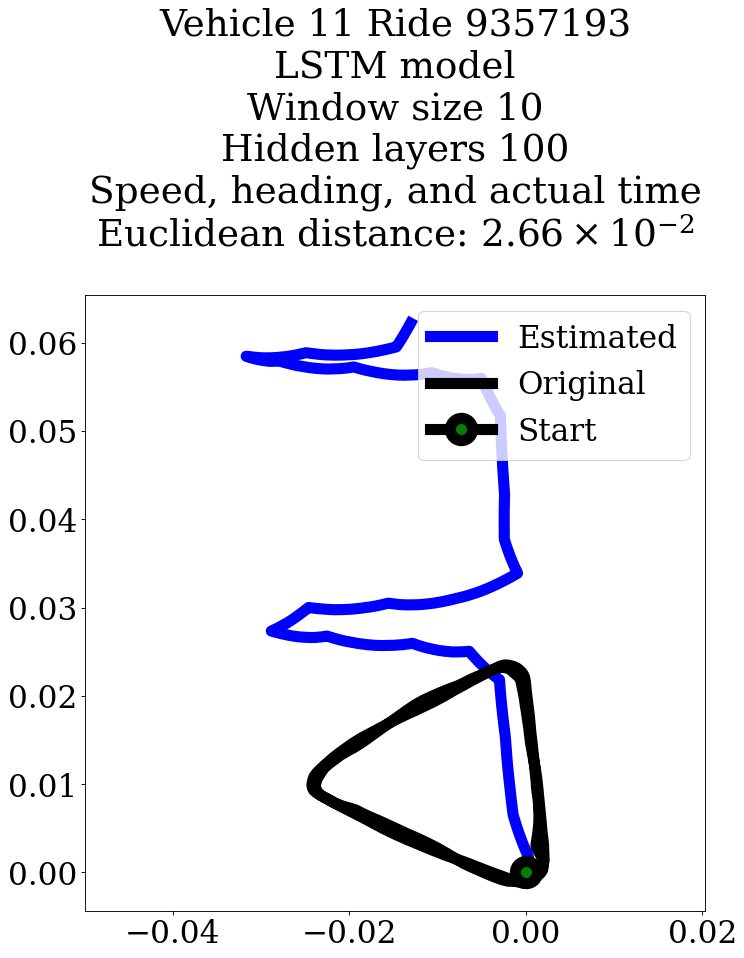 Vehicle 11 Ride 9357193
LSTM model
Window size 10
Hidden layers 100
Speed, heading, and actual time
Euclidean distance: 2.66 × 10⁻²
Estimated
Original
Start
0.06
0.05
0.04
0.03
0.02
0.01
0.00
−0.04
−0.02
0.00
0.02